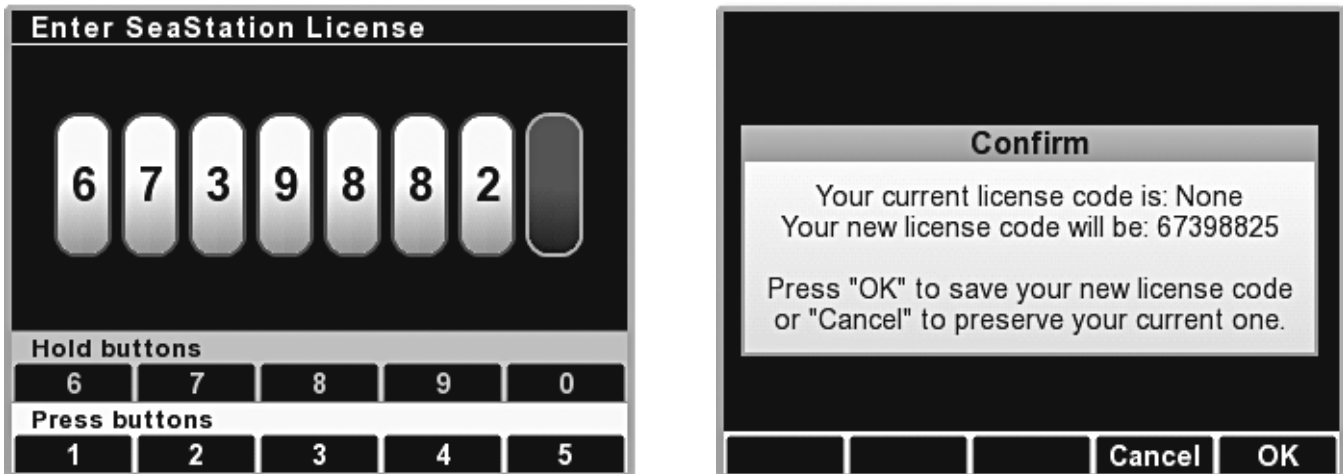 Enter SeaStation License
6 7 3 9 8 8 2
Hold buttons
6 7 8 9 0
Press buttons
1 2 3 4 5
Confirm
Your current license code is: None
Your new license code will be: 67398825
Press "OK" to save your new license code
or "Cancel" to preserve your current one.
Cancel OK